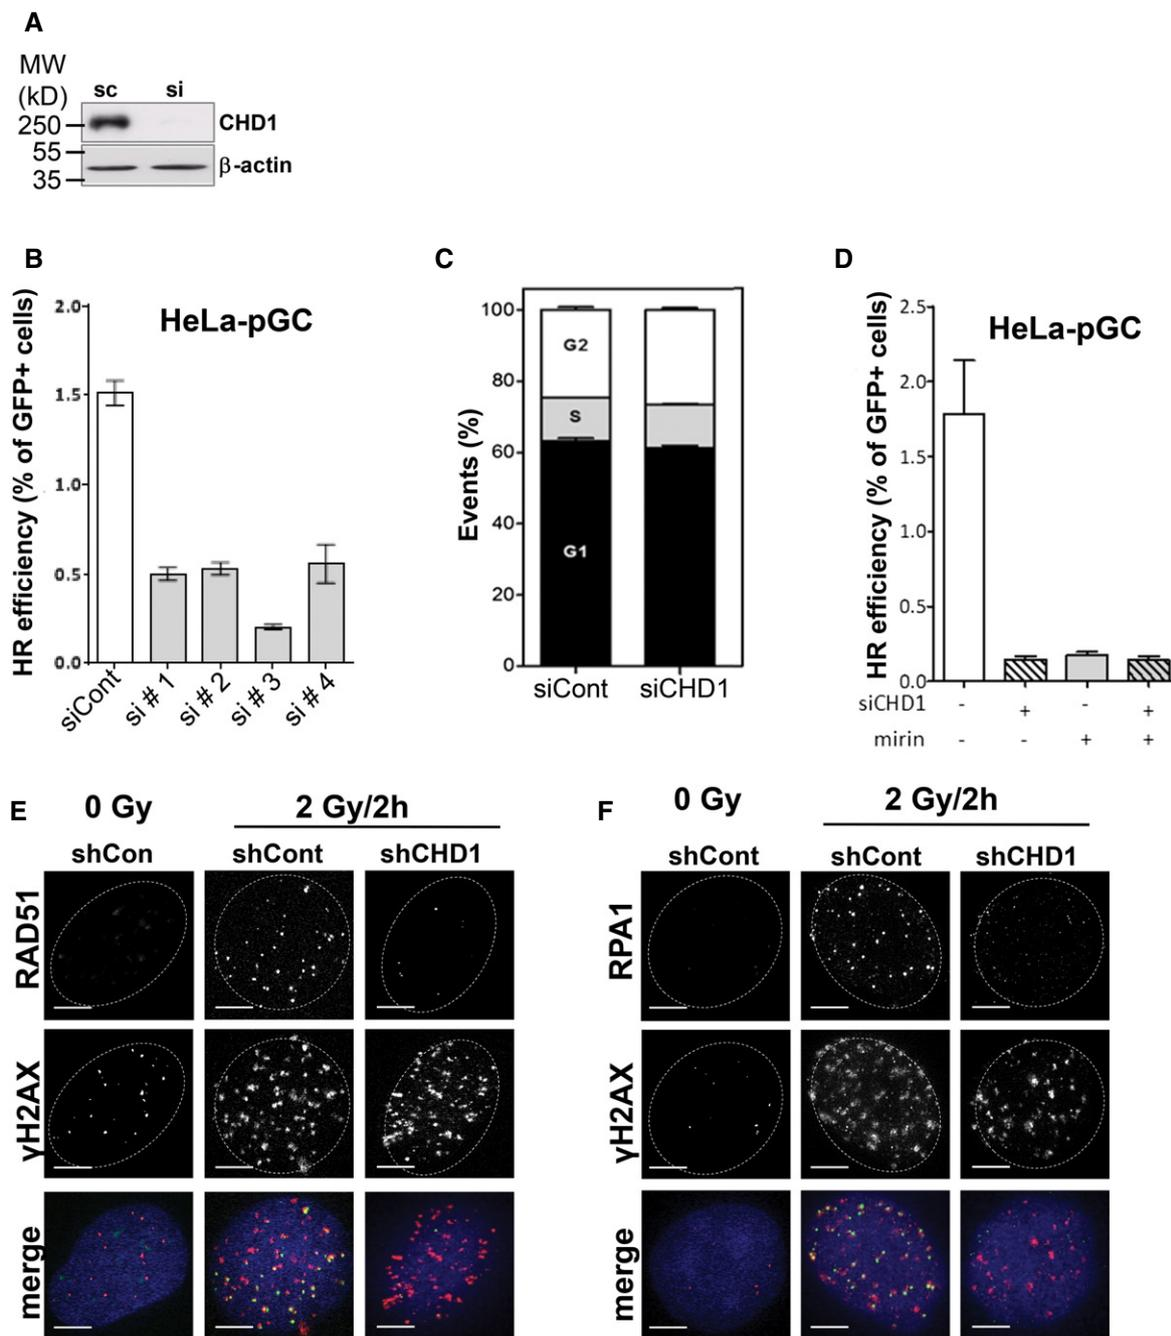 A
MW
(kD)
sc si
250 CHD1
55
35 β-actin
B
HeLa-pGC
HR efficiency (% of GFP+ cells)
2.0
1.5
1.0
0.5
0.0
siCont si # 1 si # 2 si # 3 si # 4
C
Events (%)
100
80
60
40
20
0
G2
S
G1
siCont siCHD1
D
HeLa-pGC
HR efficiency (% of GFP+ cells)
2.5
2.0
1.5
1.0
0.5
0.0
siCHD1 - + - +
mirin - - + +
E
0 Gy 2 Gy/2h
shCon shCont shCHD1
RAD51
γH2AX
merge
F
0 Gy 2 Gy/2h
shCont shCont shCHD1
RPA1
γH2AX
merge